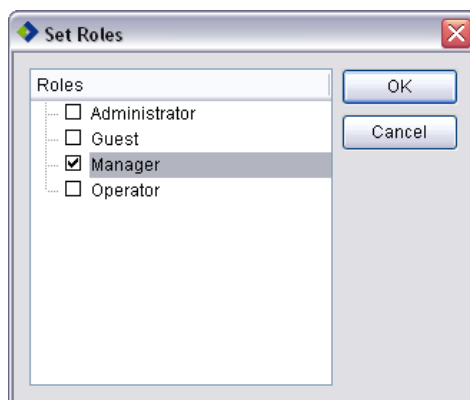 Set Roles
Roles
Administrator
Guest
Manager
Operator
OK
Cancel